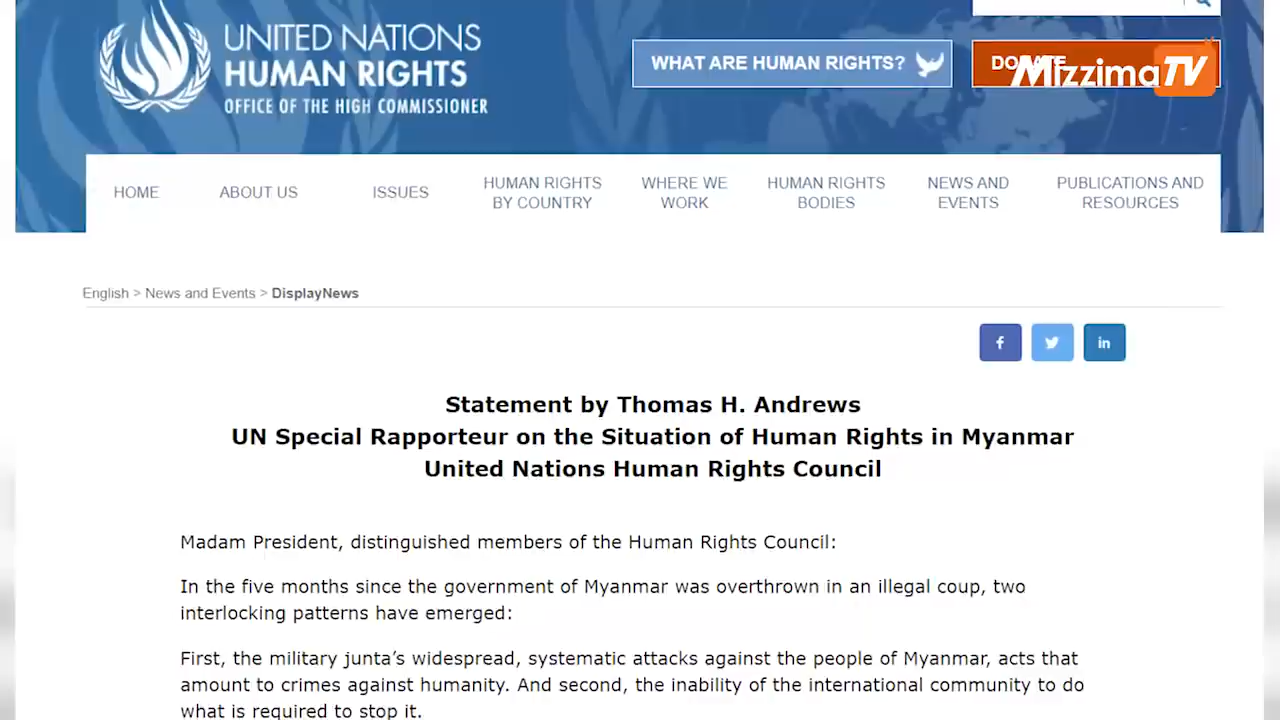 UNITED NATIONS
HUMAN RIGHTS
OFFICE OF THE HIGH COMMISSIONER
WHAT ARE HUMAN RIGHTS?
DONATE
MizzimaTV
HOME
ABOUT US
ISSUES
HUMAN RIGHTS
BY COUNTRY
WHERE WE
WORK
HUMAN RIGHTS
BODIES
NEWS AND
EVENTS
PUBLICATIONS AND
RESOURCES
English > News and Events > DisplayNews
f
in
Statement by Thomas H. Andrews
UN Special Rapporteur on the Situation of Human Rights in Myanmar
United Nations Human Rights Council
Madam President, distinguished members of the Human Rights Council:
In the five months since the government of Myanmar was overthrown in an illegal coup, two
interlocking patterns have emerged:
First, the military junta’s widespread, systematic attacks against the people of Myanmar, acts that
amount to crimes against humanity. And second, the inability of the international community to do
what is required to stop it.